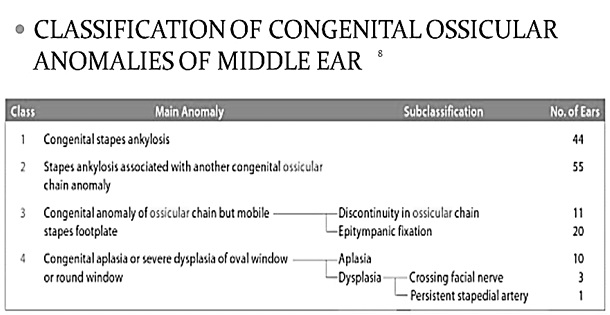 • CLASSIFICATION OF CONGENITAL OSSICULAR
ANOMALIES OF MIDDLE EAR 8
Class Main Anomaly Subclassification No. of Ears
1 Congenital stapes ankylosis 44
2 Stapes ankylosis associated with another congenital ossicular 55
chain anomaly
3 Congenital anomaly of ossicular chain but mobile Discontinuity in ossicular chain 11
stapes footplate Epitympanic fixation 20
4 Congenital aplasia or severe dysplasia of oval window Aplasia 10
or round window Dysplasia Crossing facial nerve 3
Persistent stapedial artery 1